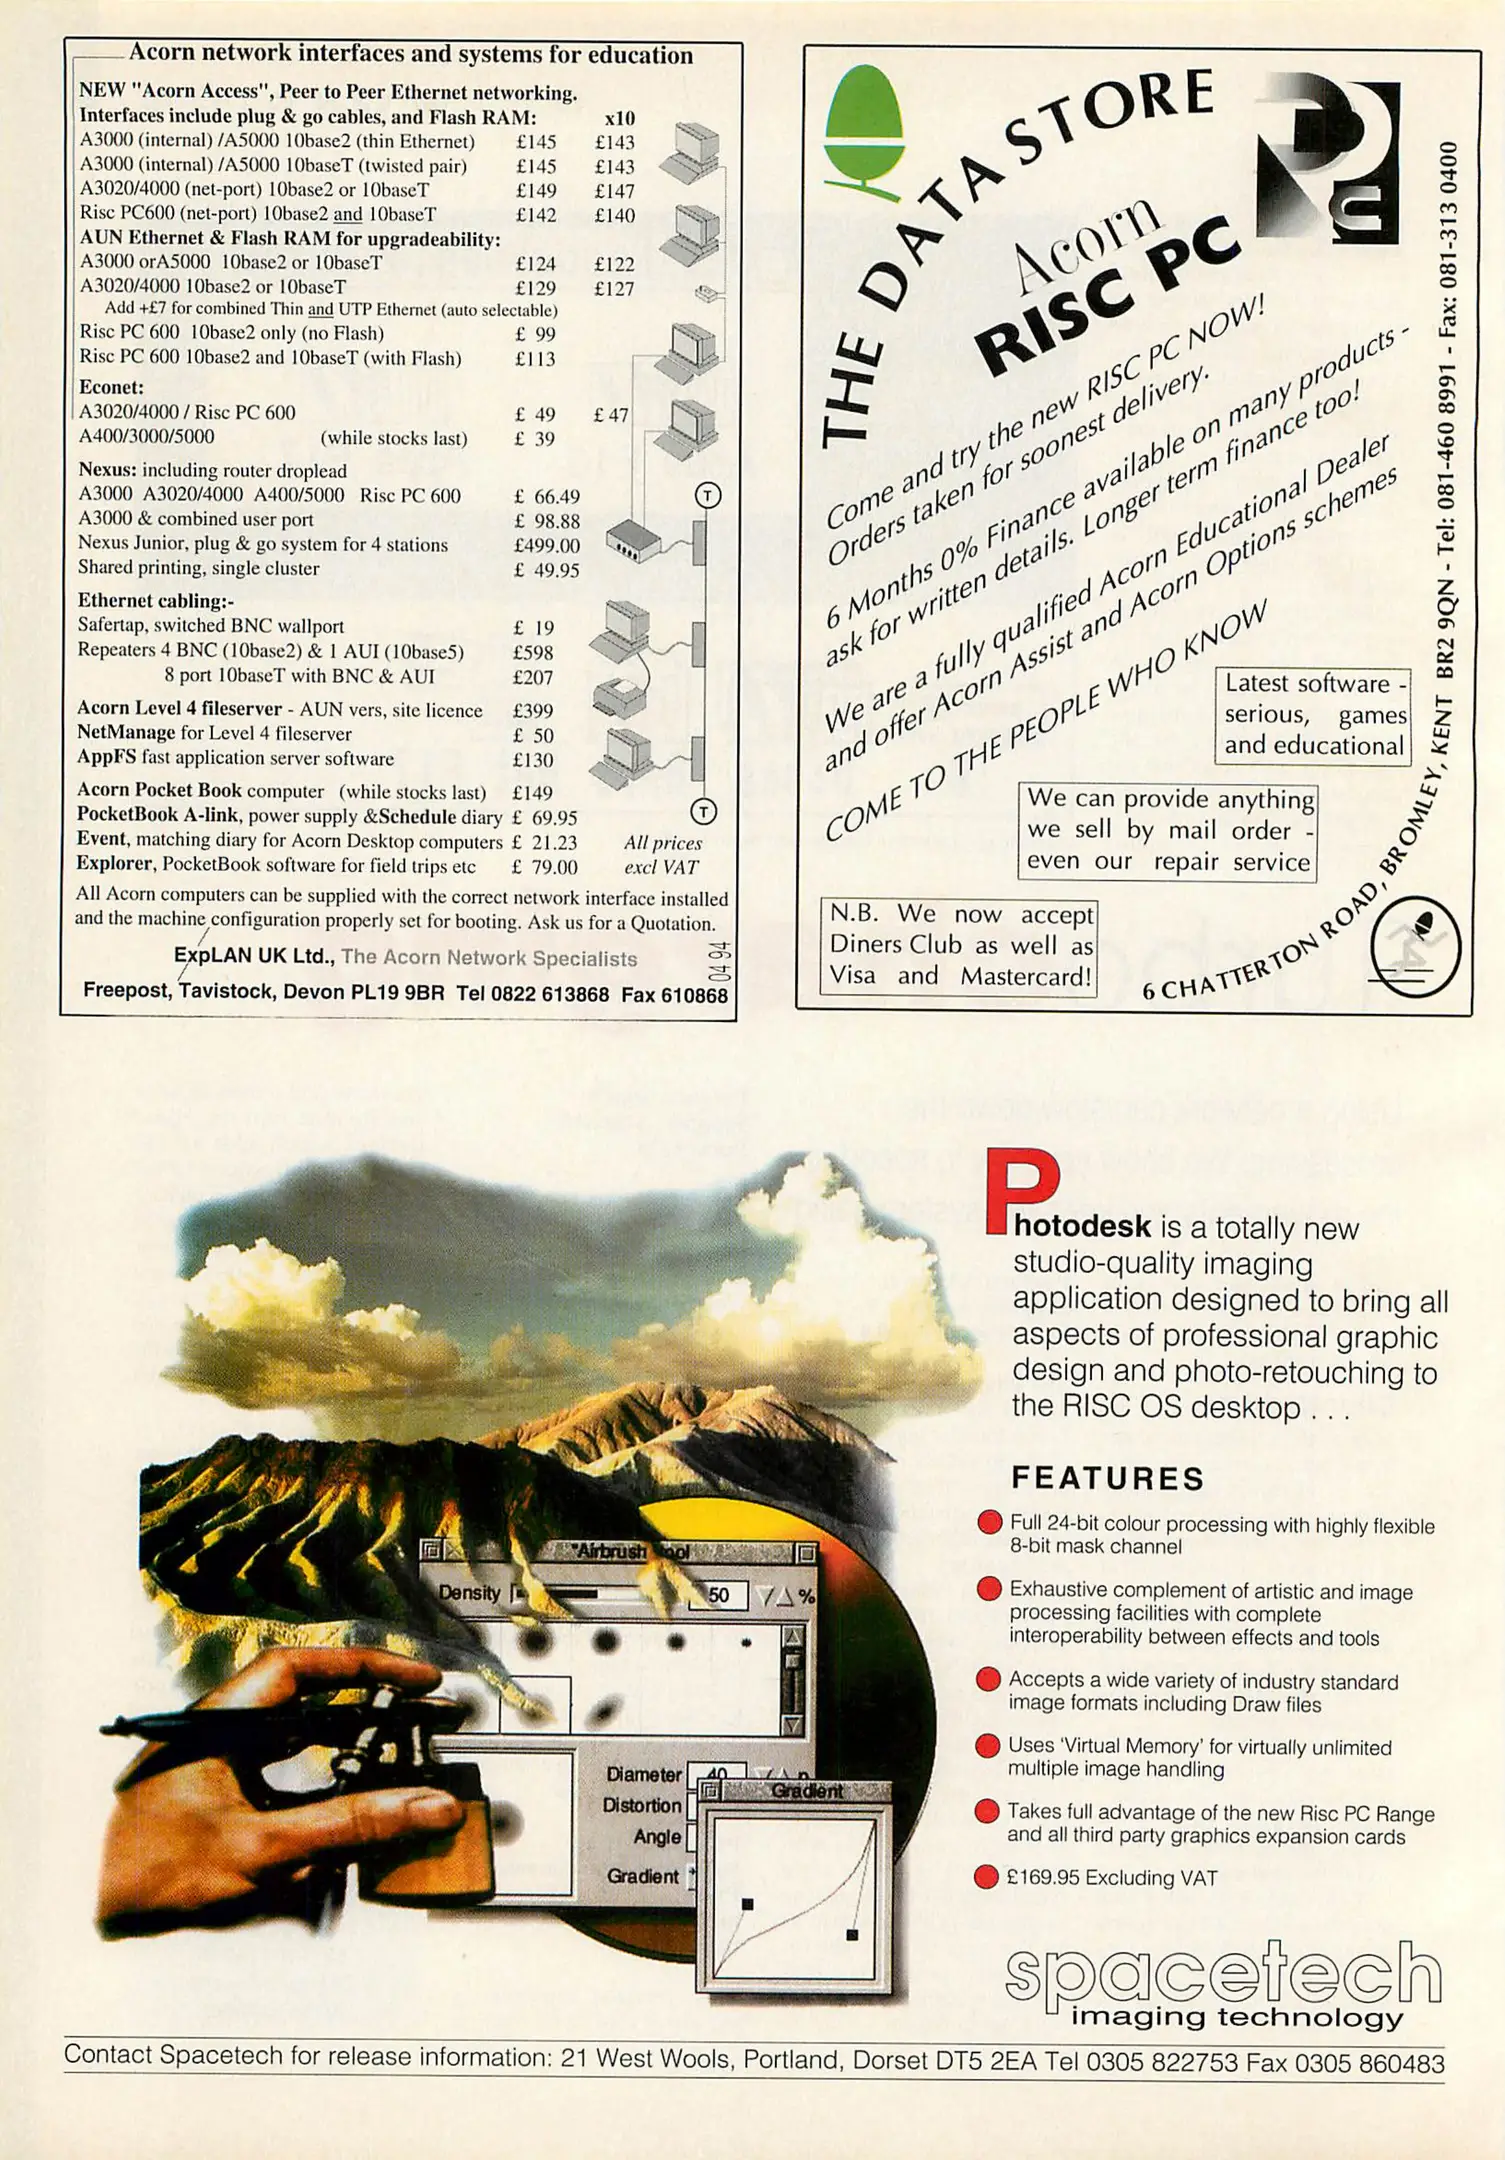 Acorn network interfaces and systems for education
NEW "Acorn Access", Peer to Peer Ethernet networking.
Interfaces include plug & go cables, and Flash RAM: x10
A3000 (internal) /A5000 10base2 (thin Ethernet) £145 £143
A3000 (internal) /A5000 10baseT (twisted pair) £145 £143
A3020/4000 (net-port) 10base2 or 10baseT £149 £147
Risc PC600 (net-port) 10base2 and 10baseT £142 £140
AUN Ethernet & Flash RAM for upgradeability:
A3000 orA5000 10base2 or 10baseT £124 £122
A3020/4000 10base2 or 10baseT £129 £127
Add +£7 for combined Thin and UTP Ethernet (auto selectable)
Risc PC 600 10base2 only (no Flash) £ 99
Risc PC 600 10base2 and 10baseT (with Flash) £113
Econet:
A3020/4000 / Risc PC 600 £ 49 £ 47
A400/3000/5000 (while stocks last) £ 39
Nexus: including router droplead
A3000 A3020/4000 A400/5000 Risc PC 600 £ 66.49
A3000 & combined user port £ 98.88
Nexus Junior, plug & go system for 4 stations £499.00
Shared printing, single cluster £ 49.95
Ethernet cabling:-
Safertap, switched BNC wallport £ 19
Repeaters 4 BNC (10base2) & 1 AUI (10base5) £598
8 port 10baseT with BNC & AUI £207
Acorn Level 4 fileserver - AUN vers, site licence £399
NetManage for Level 4 fileserver £ 50
AppFS fast application server software £130
Acorn Pocket Book computer (while stocks last) £149
PocketBook A-link, power supply &Schedule diary £ 69.95
Event, matching diary for Acorn Desktop computers £ 21.23
Explorer, PocketBook software for field trips etc £ 79.00
All prices
excl VAT
T
T
All Acorn computers can be supplied with the correct network interface installed
and the machine configuration properly set for booting. Ask us for a Quotation.
ExpLAN UK Ltd., The Acorn Network Specialists
Freepost, Tavistock, Devon PL19 9BR Tel 0822 613868 Fax 610868
04 94
THE DATA STORE
Acorn
RISC PC
Come and try the new RISC PC NOW!
Orders taken for soonest delivery.
6 Months 0% Finance available on many products -
ask for written details. Longer term finance too!
We are a fully qualified Acorn Educational Dealer
and offer Acorn Assist and Acorn Options schemes
COME TO THE PEOPLE WHO KNOW
Latest software -
serious, games
and educational
We can provide anything
we sell by mail order -
even our repair service
N.B. We now accept
Diners Club as well as
Visa and Mastercard!
6 CHATTERTON ROAD, BROMLEY, KENT BR2 9QN - Tel: 081-460 8991 - Fax: 081-313 0400
Photodesk is a totally new
studio-quality imaging
application designed to bring all
aspects of professional graphic
design and photo-retouching to
the RISC OS desktop . . .
FEATURES
Full 24-bit colour processing with highly flexible
8-bit mask channel
Exhaustive complement of artistic and image
processing facilities with complete
interoperability between effects and tools
Accepts a wide variety of industry standard
image formats including Draw files
Uses 'Virtual Memory' for virtually unlimited
multiple image handling
Takes full advantage of the new Risc PC Range
and all third party graphics expansion cards
£169.95 Excluding VAT
Airbrush
Density 50 %
Diameter 40
Distortion
Angle
Gradient
Gradient
spacetech
imaging technology
Contact Spacetech for release information: 21 West Wools, Portland, Dorset DT5 2EA Tel 0305 822753 Fax 0305 860483